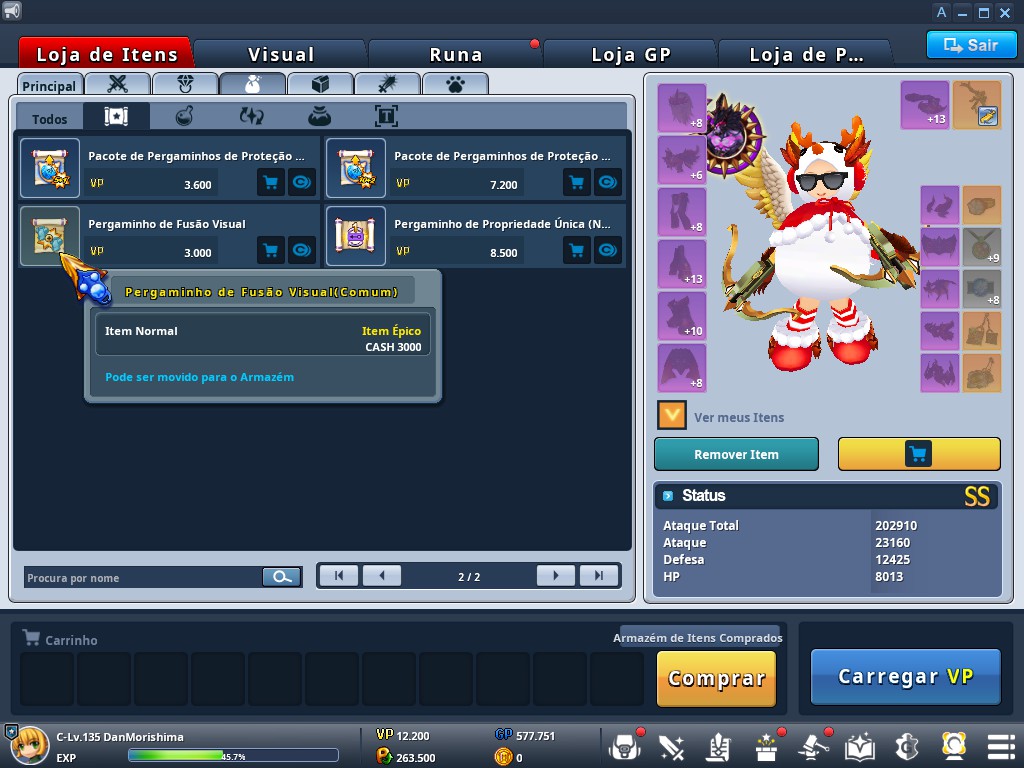 A
Loja de Itens
Visual
Runa
Loja GP
Loja de P...
Sair
Principal
Todos
T
Pacote de Pergaminhos de Proteção ...
VP 3.600
Pacote de Pergaminhos de Proteção ...
VP 7.200
Pergaminho de Fusão Visual
VP 3.000
Pergaminho de Propriedade Única (N...
VP 8.500
Pergaminho de Fusão Visual(Comum)
Item Normal
Item Épico
CASH 3000
Pode ser movido para o Armazém
Procura por nome
2 / 2
+8
+6
+8
+13
+10
+8
+13
+9
+8
Ver meus Itens
Remover Item
Status
SS
Ataque Total 202910
Ataque 23160
Defesa 12425
HP 8013
Carrinho
Armazém de Itens Comprados
Comprar
Carregar VP
C-Lv.135 DanMorishima
EXP 45.7%
VP 12.200
263.500
GP 577.751
0